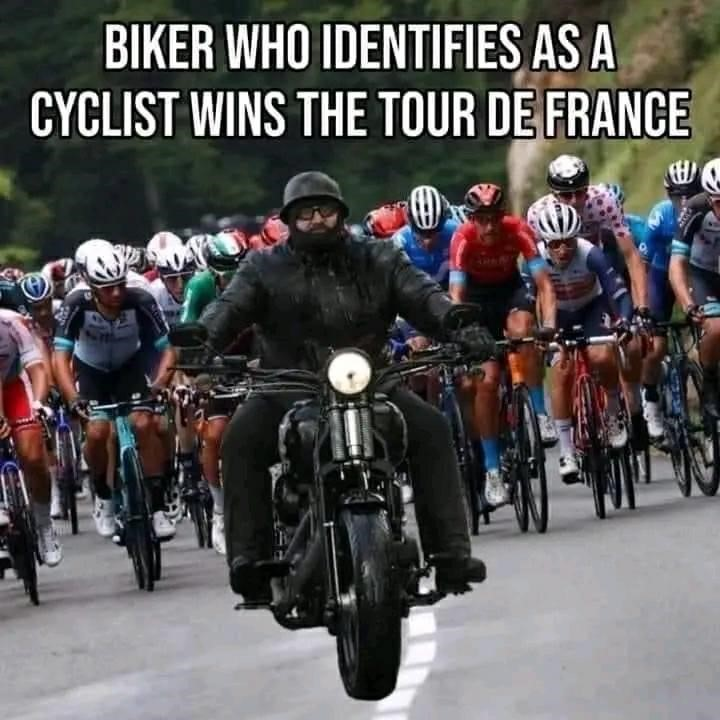 BIKER WHO IDENTIFIES AS A
CYCLIST WINS THE TOUR DE FRANCE